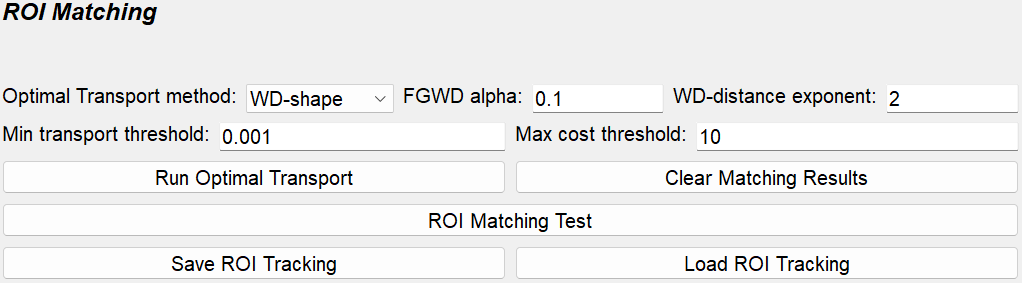 ROI Matching
Optimal Transport method: WD-shape FGWD alpha: 0.1 WD-distance exponent: 2
Min transport threshold: 0.001 Max cost threshold: 10
Run Optimal Transport Clear Matching Results
ROI Matching Test
Save ROI Tracking Load ROI Tracking